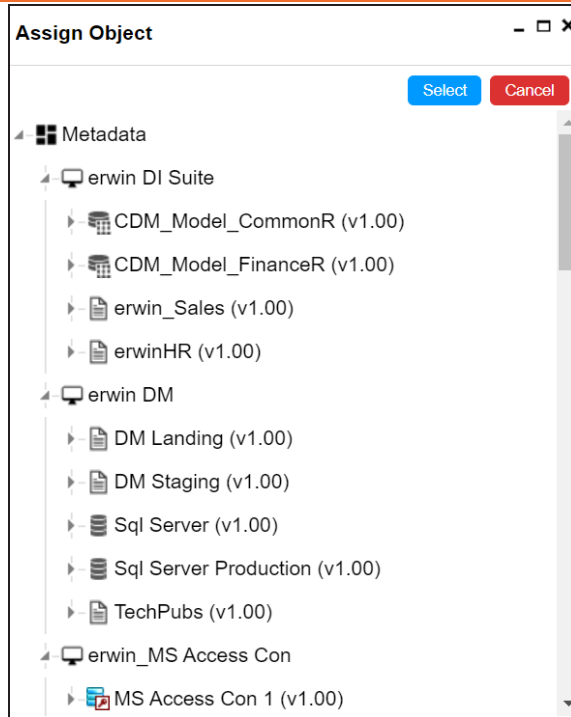 Assign Object
Select Cancel
Metadata
erwin DI Suite
CDM_Model_CommonR (v1.00)
CDM_Model_FinanceR (v1.00)
erwin_Sales (v1.00)
erwinHR (v1.00)
erwin DM
DM Landing (v1.00)
DM Staging (v1.00)
Sql Server (v1.00)
Sql Server Production (v1.00)
TechPubs (v1.00)
erwin_MS Access Con
MS Access Con 1 (v1.00)